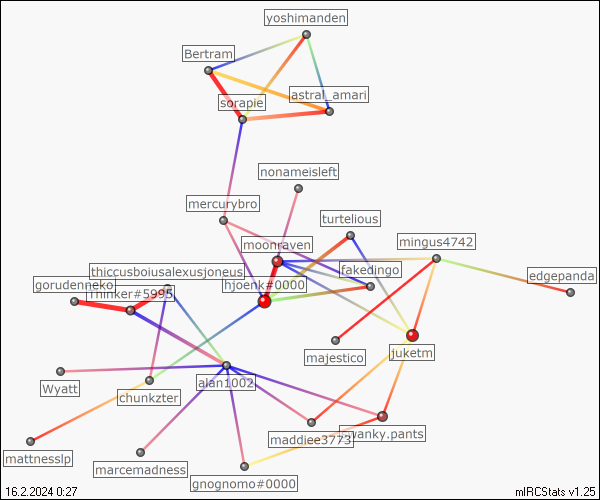 yoshimanden
Bertram
astral_amari
sorapie
nonameisleft
mercurybro
turtelious
moonraven
mingus4742
thiccusboiusalexusjoneus
fakedingo
edgepanda
gorudenneko
Thinker#5995
hjoenk#0000
majestico
juketm
Wyatt
alan1002
chunkzter
maddiee3773
wanky.pants
mattnesslp
marcemadness
gnognomo#0000
16.2.2024 0:27
mIRCStats v1.25